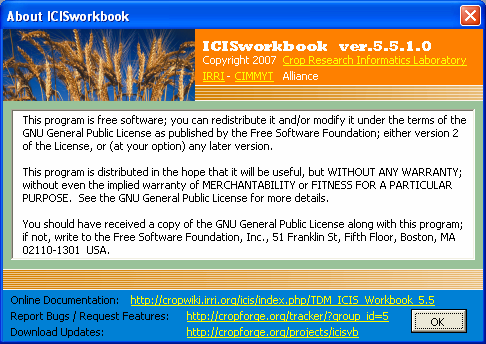 About ICISworkbook
ICISworkbook ver.5.5.1.0
Copyright 2007 Crop Research Informatics Laboratory
IRRI - CIMMYT Alliance
This program is free software; you can redistribute it and/or modify it under the terms of the
GNU General Public License as published by the Free Software Foundation; either version 2
of the License, or (at your option) any later version.
This program is distributed in the hope that it will be useful, but WITHOUT ANY WARRANTY;
without even the implied warranty of MERCHANTABILITY or FITNESS FOR A PARTICULAR
PURPOSE. See the GNU General Public License for more details.
You should have received a copy of the GNU General Public License along with this program;
if not, write to the Free Software Foundation, Inc., 51 Franklin St, Fifth Floor, Boston, MA
02110-1301 USA.
Online Documentation: http://cropwiki.irri.org/icis/index.php/TDM_ICIS_Workbook_5.5
Report Bugs / Request Features: http://cropforge.org/tracker/?group_id=5
Download Updates: http://cropforge.org/projects/icisvb
OK